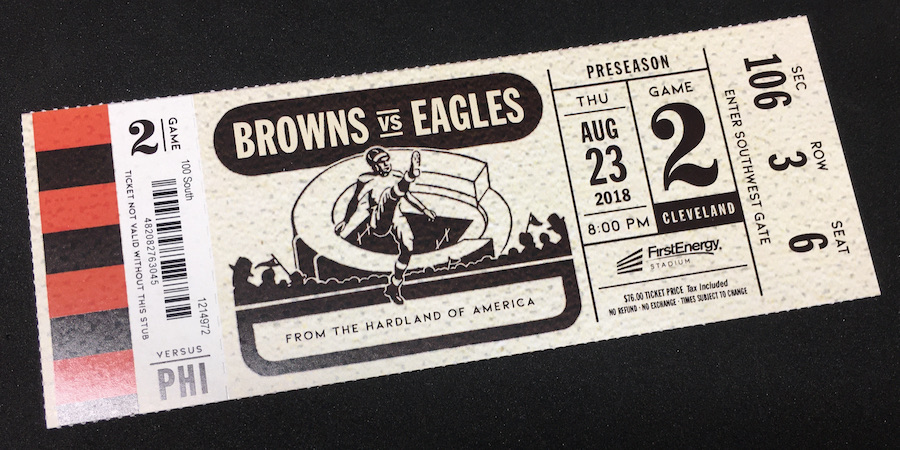 GAME
2
TICKET NOT VALID WITHOUT THIS STUB
100 South
482082763045
1214972
VERSUS
PHI
BROWNS VS EAGLES
FROM THE HARDLAND OF AMERICA
PRESEASON
THU
AUG
23
2018
8:00 PM
GAME
2
CLEVELAND
FirstEnergy
STADIUM
$76.00 TICKET PRICE Tax Included
NO REFUND · NO EXCHANGE · TIMES SUBJECT TO CHANGE
ENTER SOUTHWEST GATE
SEC
106
ROW
3
SEAT
6